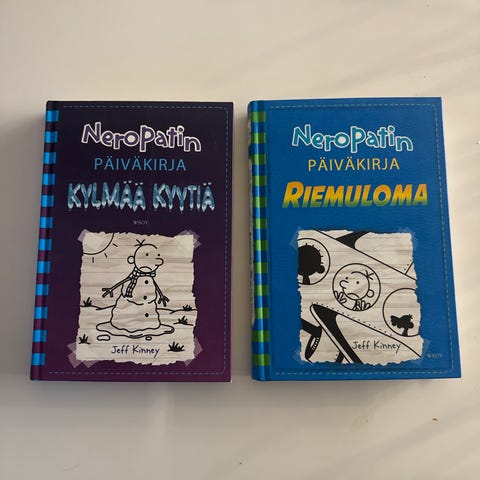 NeroPatin
PÄIVÄKIRJA
KYLMÄÄ KYYTIÄ
WSOY
Jeff Kinney
NeroPatin
PÄIVÄKIRJA
RIEMULOMA
Jeff Kinney
WSOY